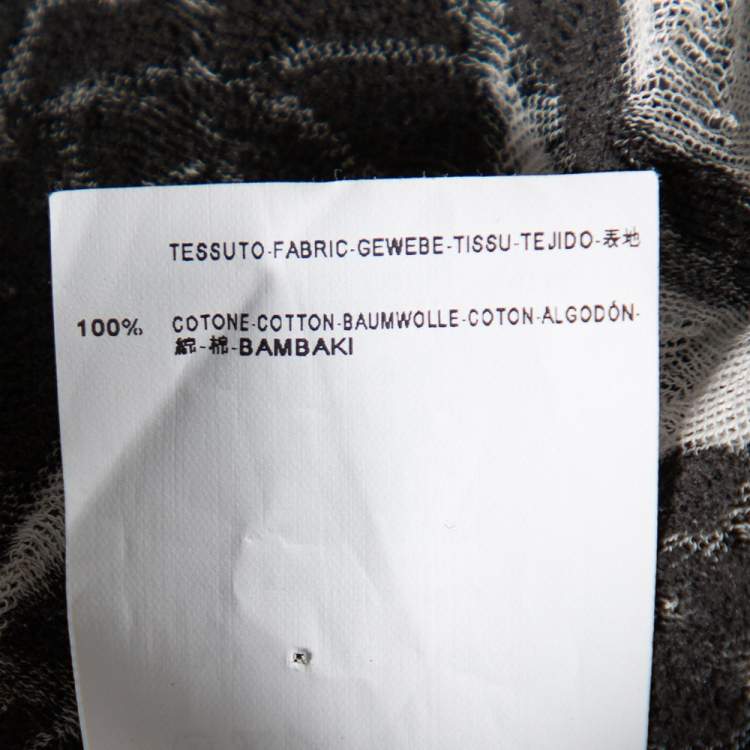 TESSUTO-FABRIC-GEWEBE-TISSU-TEJIDO-表地
100% COTONE-COTTON-BAUMWOLLE-COTON-ALGODÓN-
綿-棉-BAMBAKI